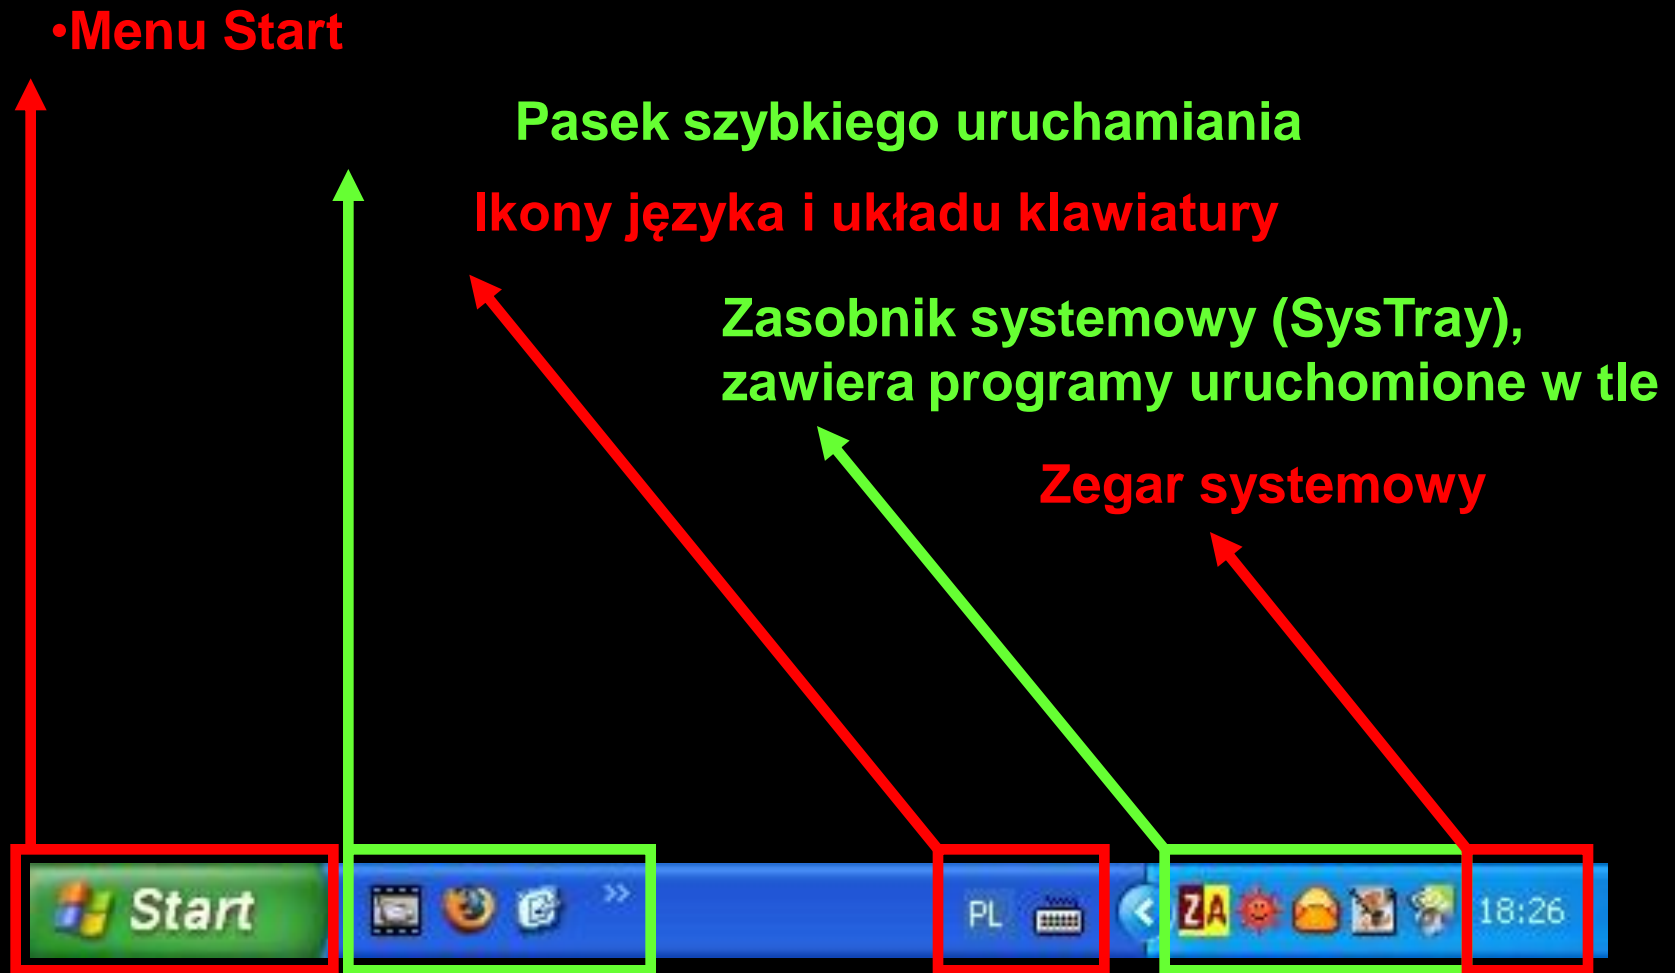 •Menu Start
Pasek szybkiego uruchamiania
Ikony języka i układu klawiatury
Zasobnik systemowy (SysTray),
zawiera programy uruchomione w tle
Zegar systemowy
Start » PL ZA 18:26